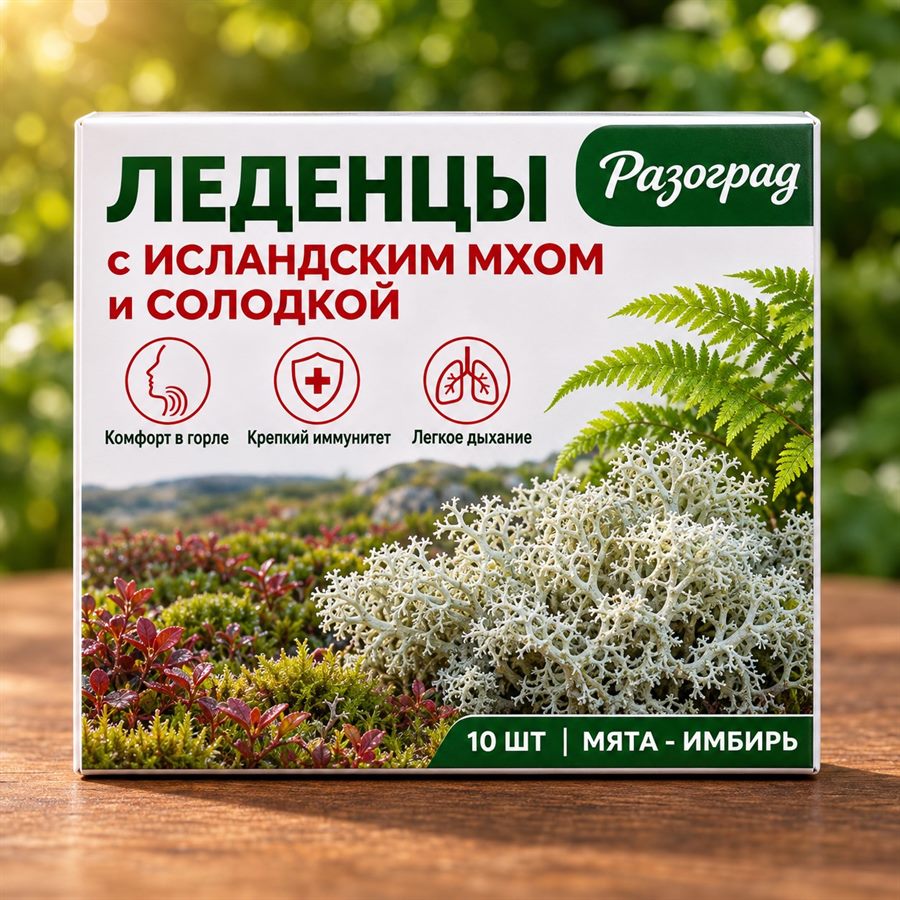 ЛЕДЕНЦЫ
Разоград
с ИСЛАНДСКИМ МХОМ
и СОЛОДКОЙ
Комфорт в горле
Крепкий иммунитет
Легкое дыхание
10 ШТ | МЯТА - ИМБИРЬ